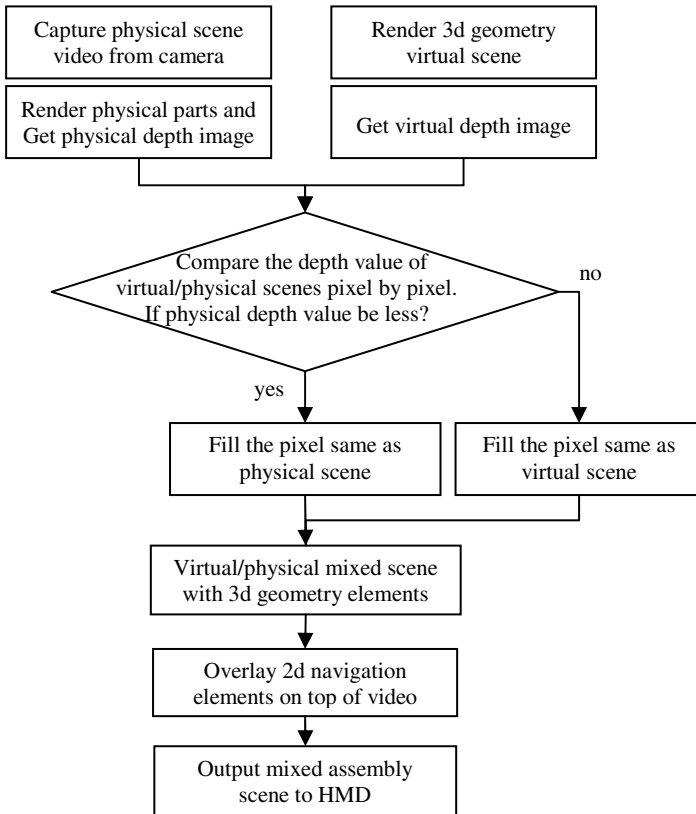 Capture physical scene
video from camera
Render 3d geometry
virtual scene
Render physical parts and
Get physical depth image
Get virtual depth image
Compare the depth value of
virtual/physical scenes pixel by pixel.
If physical depth value be less?
no
yes
Fill the pixel same as
physical scene
Fill the pixel same as
virtual scene
Virtual/physical mixed scene
with 3d geometry elements
Overlay 2d navigation
elements on top of video
Output mixed assembly
scene to HMD